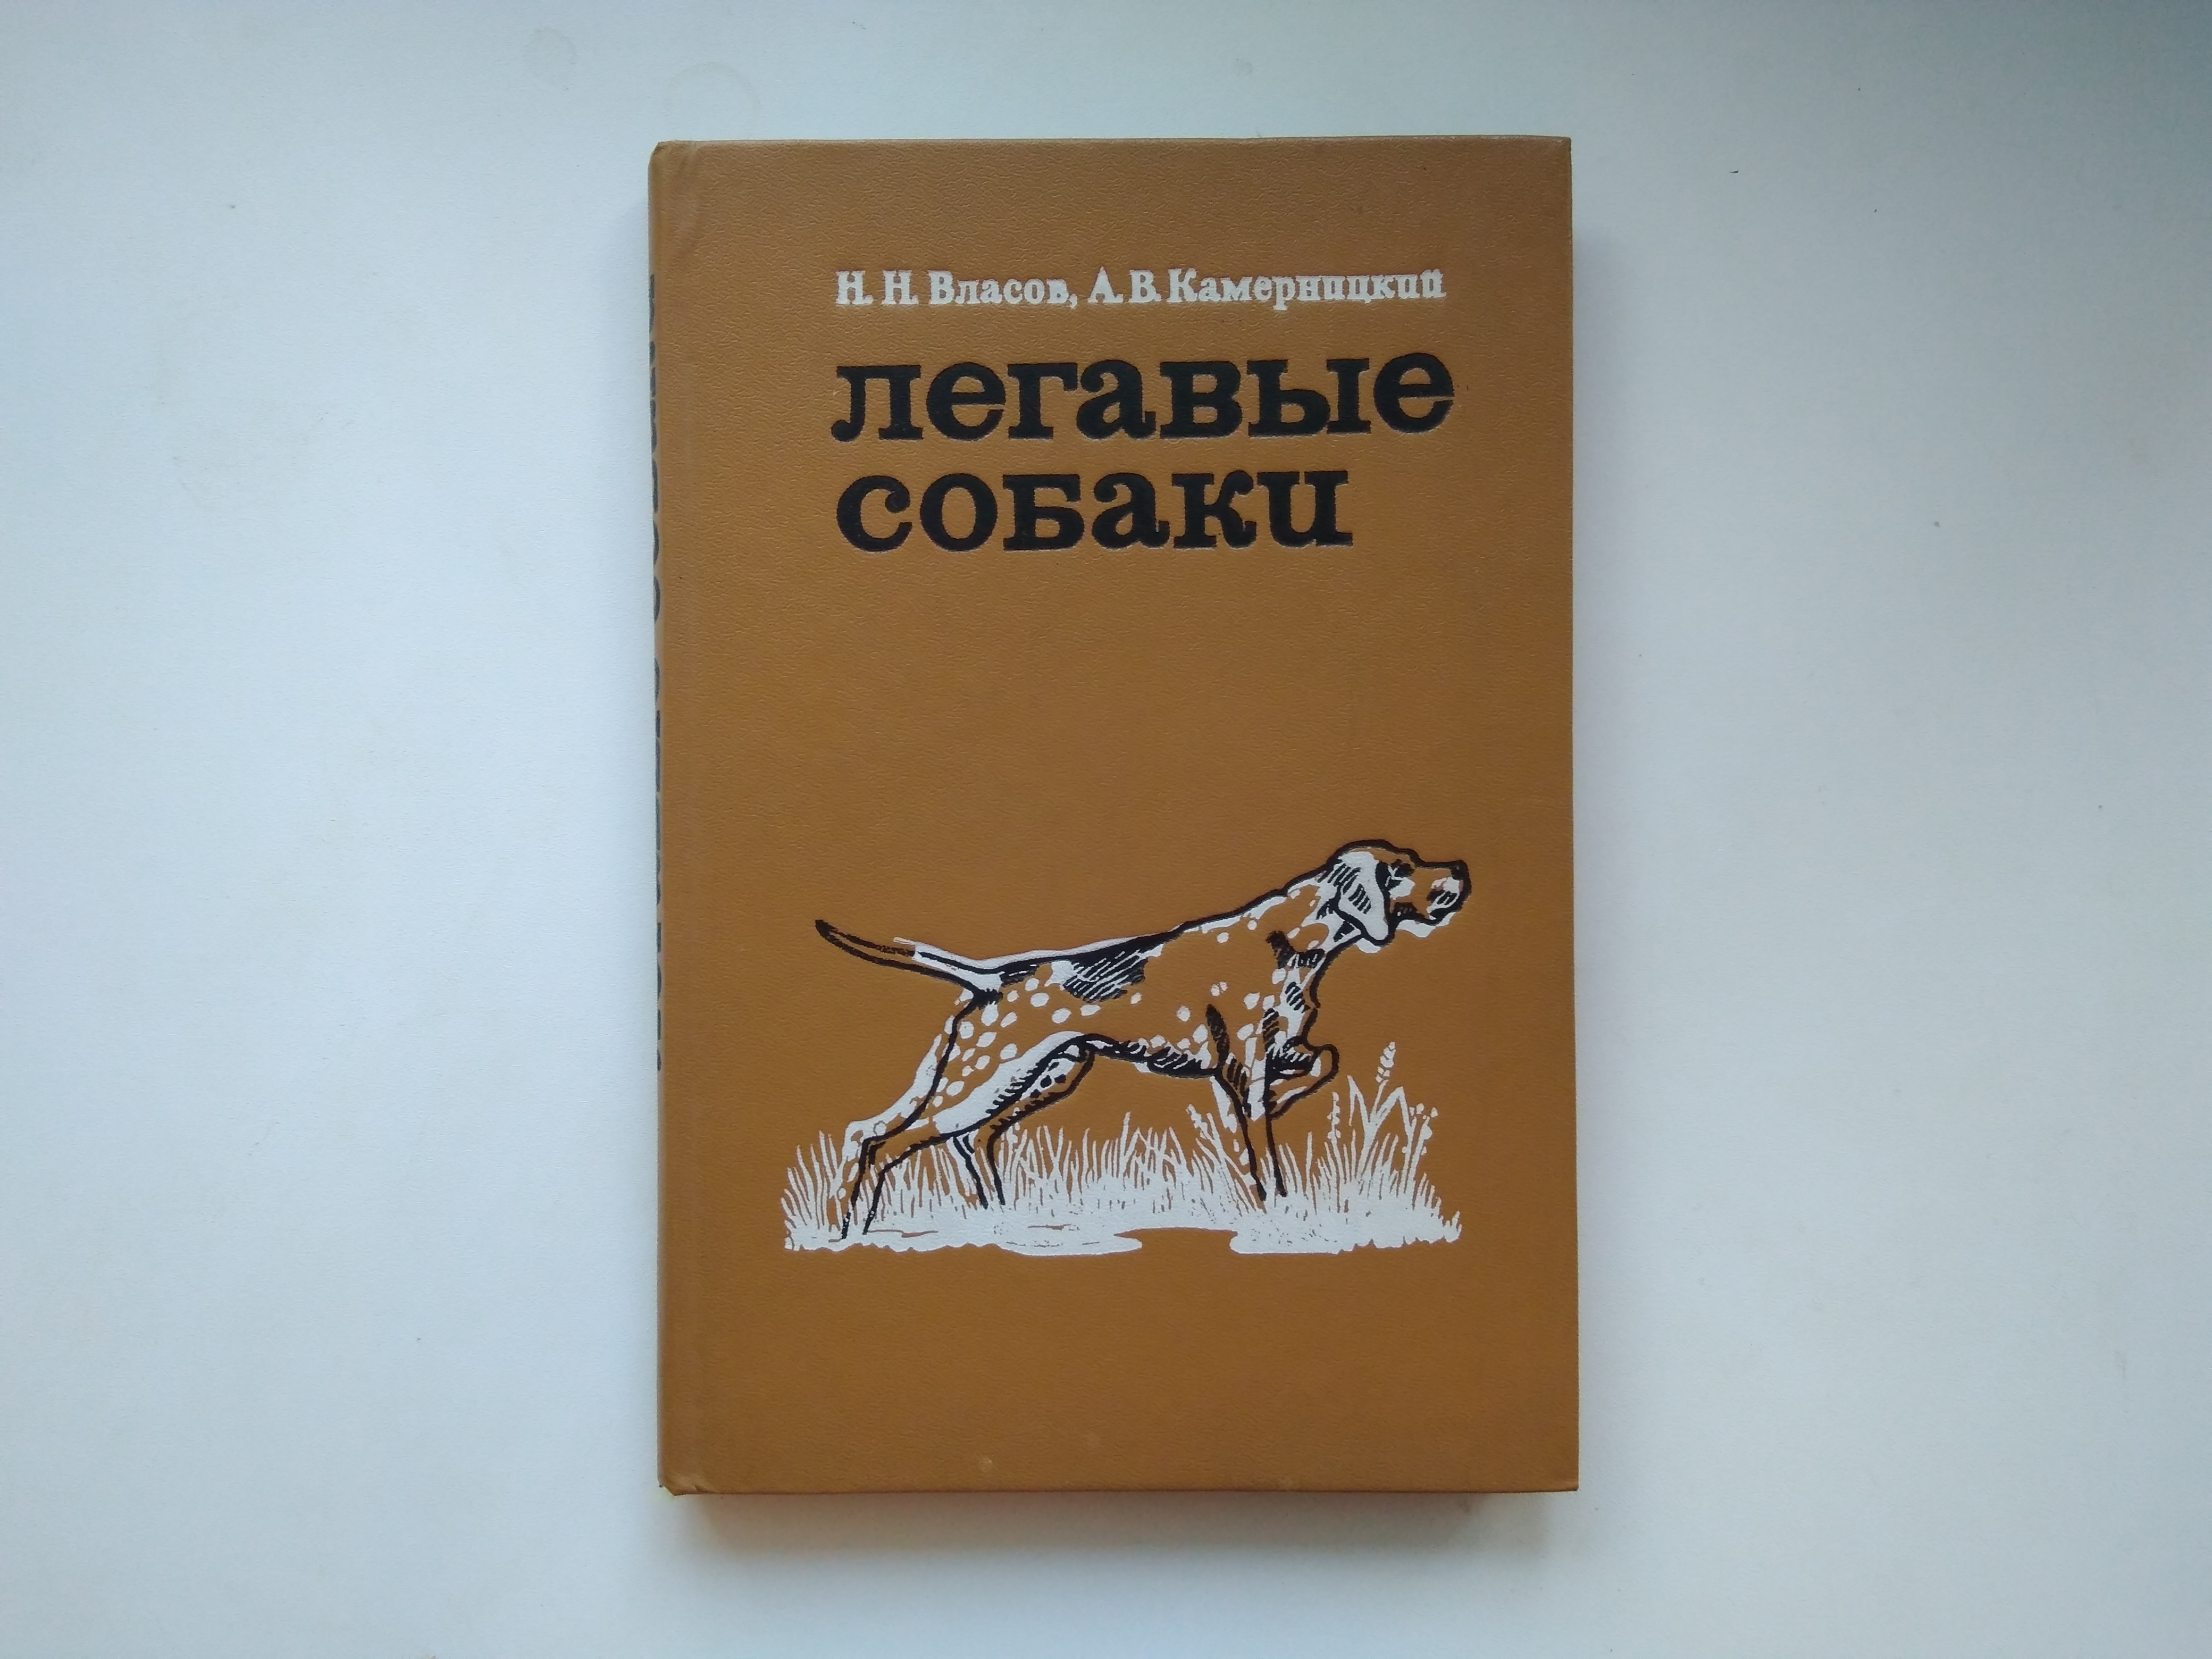 Н. Н. Власов, А. В. Камерницкий
легавые
собаки